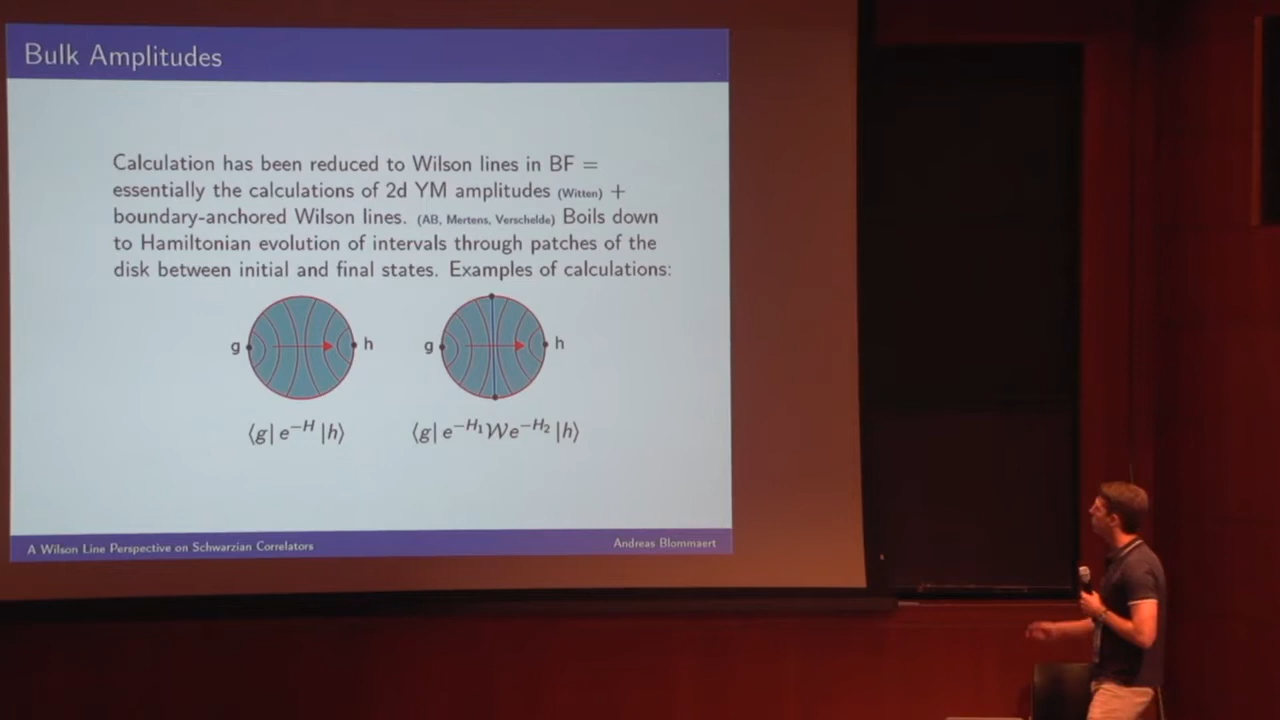 Bulk Amplitudes
Calculation has been reduced to Wilson lines in BF =
essentially the calculations of 2d YM amplitudes (Witten) +
boundary-anchored Wilson lines. (AB, Mertens, Verschelde) Boils down
to Hamiltonian evolution of intervals through patches of the
disk between initial and final states. Examples of calculations:
g h g h
⟨g| e^{-H} |h⟩ ⟨g| e^{-H₁} 𝒲 e^{-H₂} |h⟩
A Wilson Line Perspective on Schwarzian Correlators Andreas Blommaert